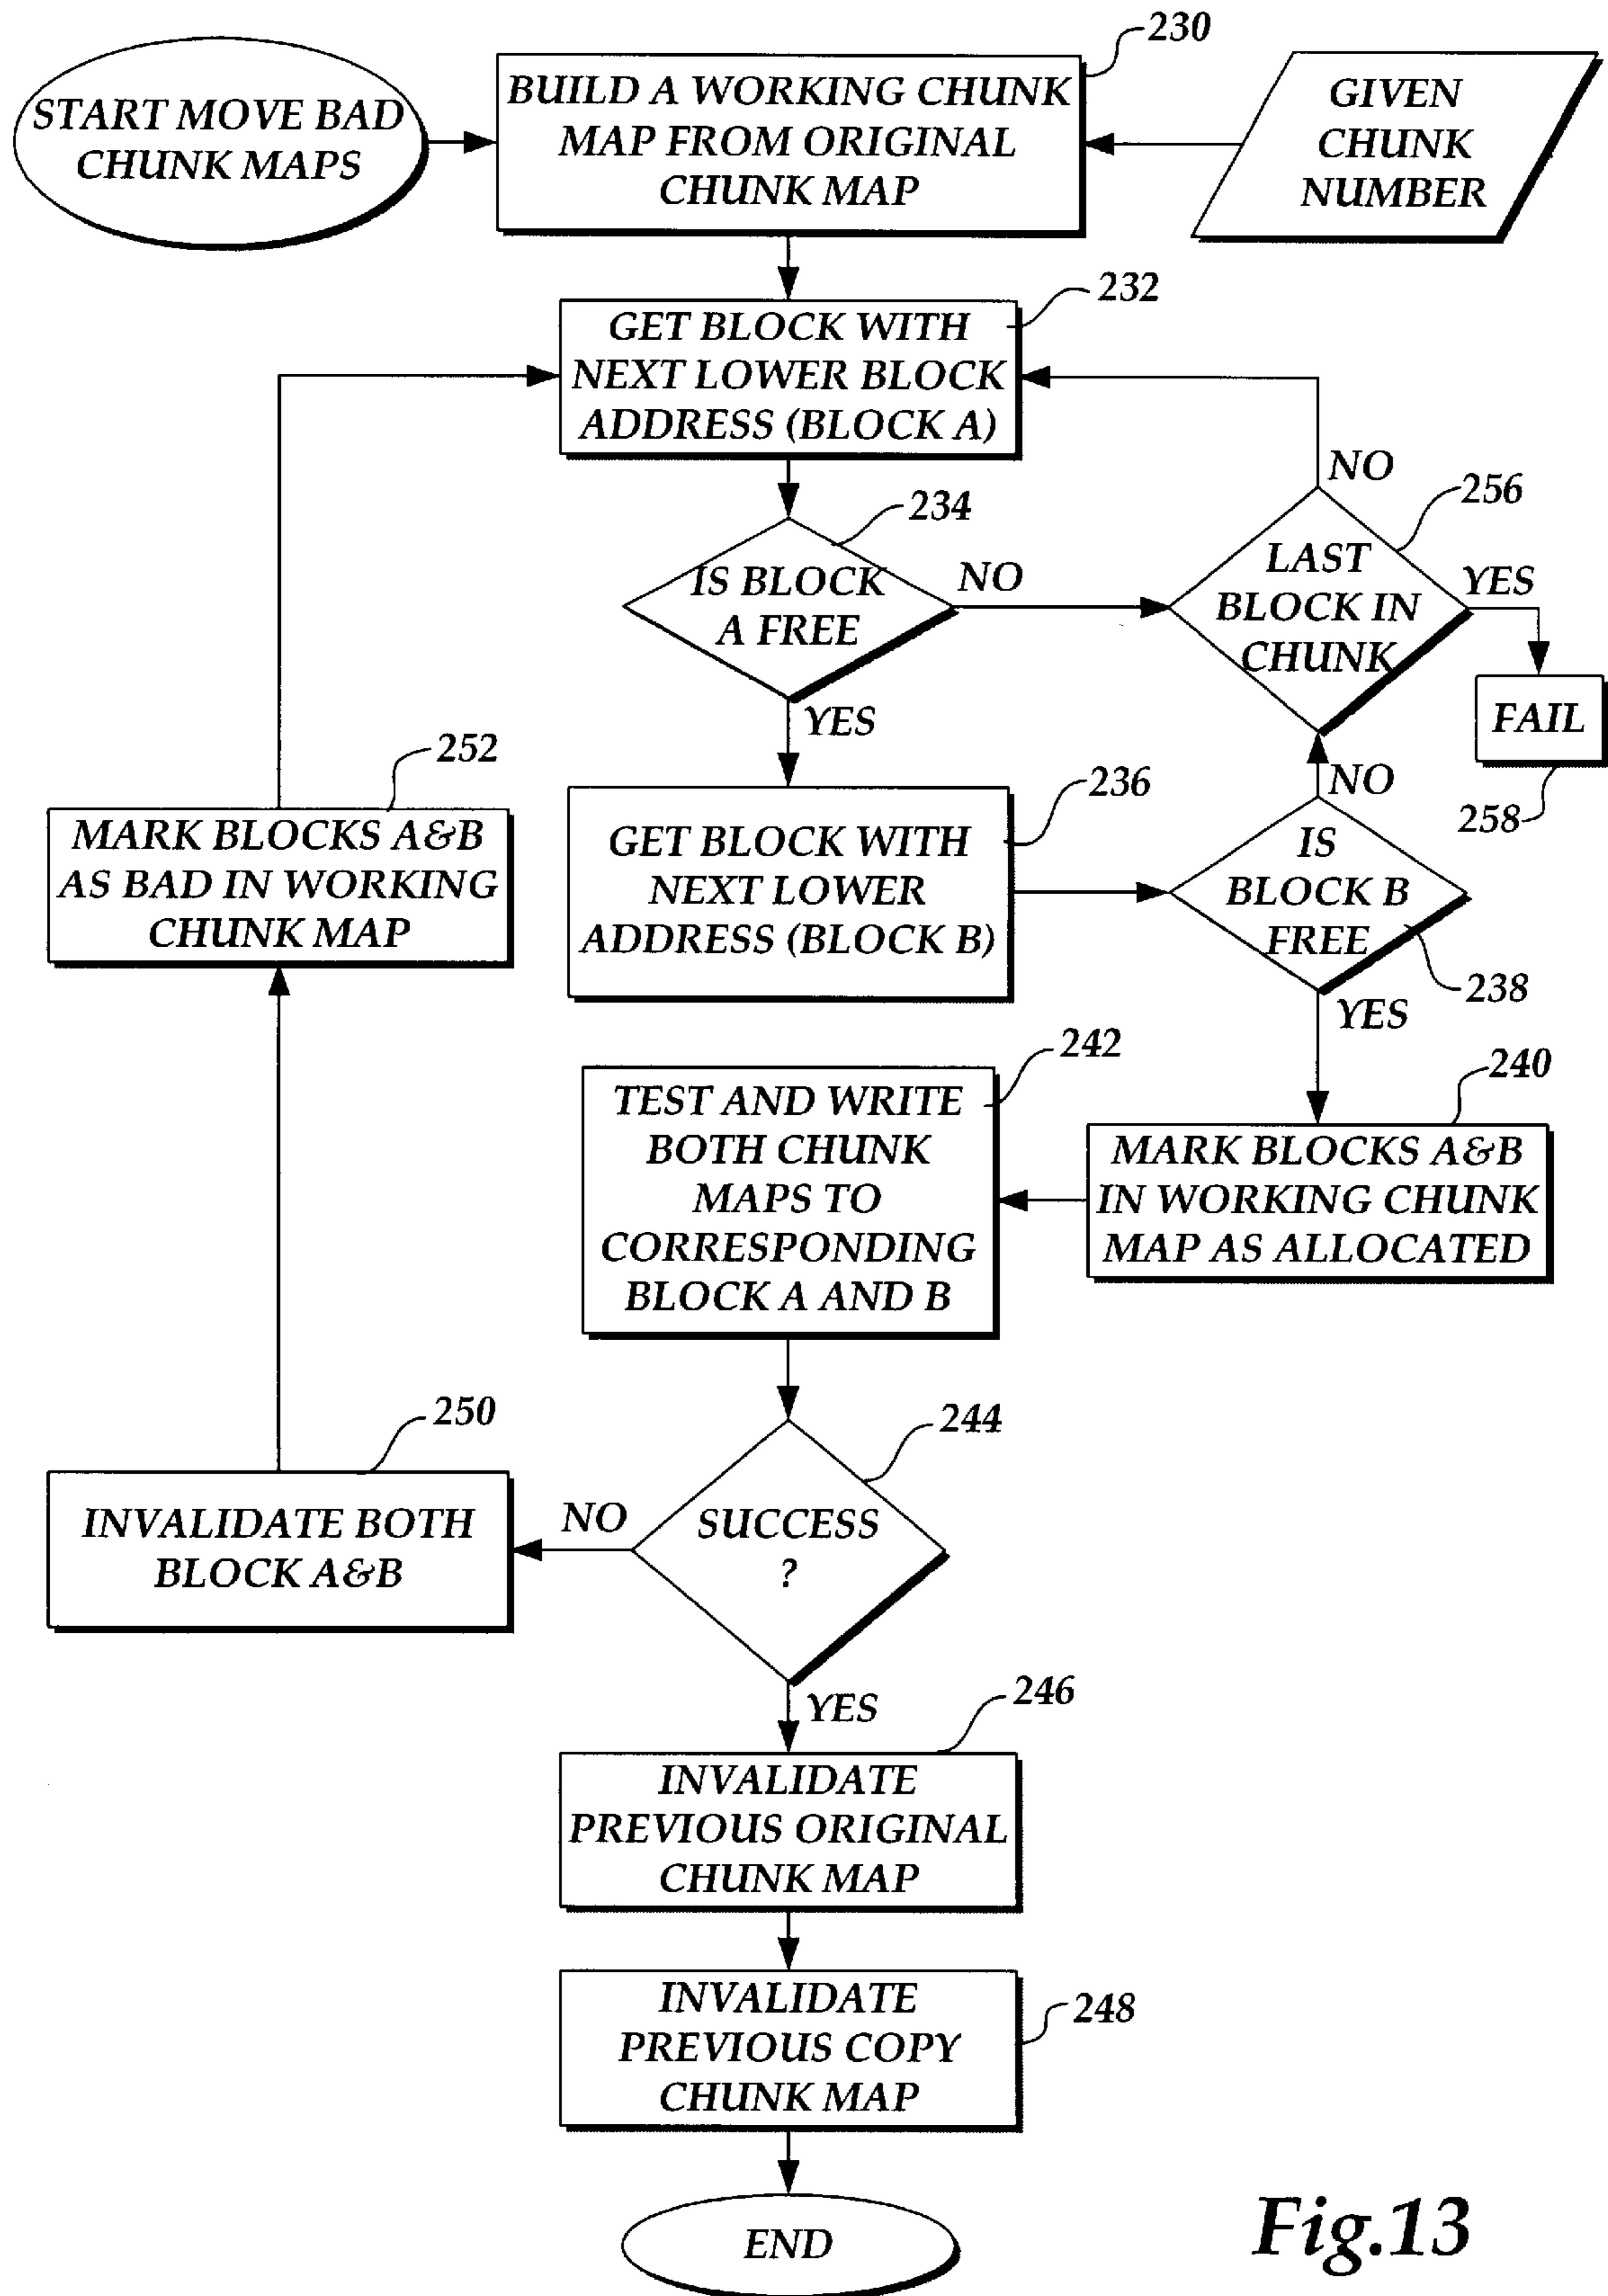 230
START MOVE BAD
CHUNK MAPS
BUILD A WORKING CHUNK
MAP FROM ORIGINAL
CHUNK MAP
GIVEN
CHUNK
NUMBER
232
GET BLOCK WITH
NEXT LOWER BLOCK
ADDRESS (BLOCK A)
NO
234
256
IS BLOCK
A FREE
NO
LAST
BLOCK IN
CHUNK
YES
YES
FAIL
258
252
MARK BLOCKS A&B
AS BAD IN WORKING
CHUNK MAP
236
GET BLOCK WITH
NEXT LOWER
ADDRESS (BLOCK B)
NO
IS
BLOCK B
FREE
238
YES
242
240
TEST AND WRITE
BOTH CHUNK
MAPS TO
CORRESPONDING
BLOCK A AND B
MARK BLOCKS A&B
IN WORKING CHUNK
MAP AS ALLOCATED
250
244
INVALIDATE BOTH
BLOCK A&B
NO
SUCCESS
?
YES
246
INVALIDATE
PREVIOUS ORIGINAL
CHUNK MAP
INVALIDATE
PREVIOUS COPY
CHUNK MAP
248
END
Fig.13